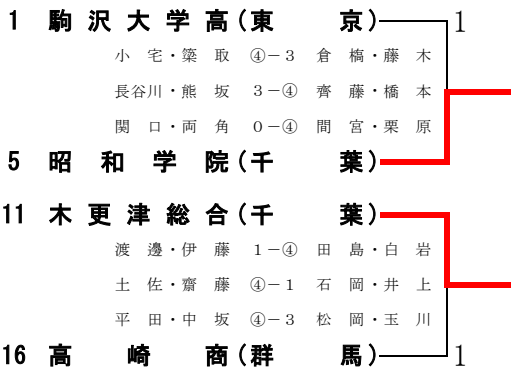 1 駒沢大学高(東 京) 1
小 宅・簗 取 ④－3 倉 槗・藤 木
長谷川・熊 坂 3－④ 齊 藤・橋 本
関 口・両 角 0－④ 間 宮・栗 原
5 昭和学院(千 葉)
11 木更津総合(千 葉)
渡 邊・伊 藤 1－④ 田 島・白 岩
土 佐・齋 藤 ④－1 石 岡・井 上
平 田・中 坂 ④－3 松 岡・玉 川
16 高崎商(群 馬) 1